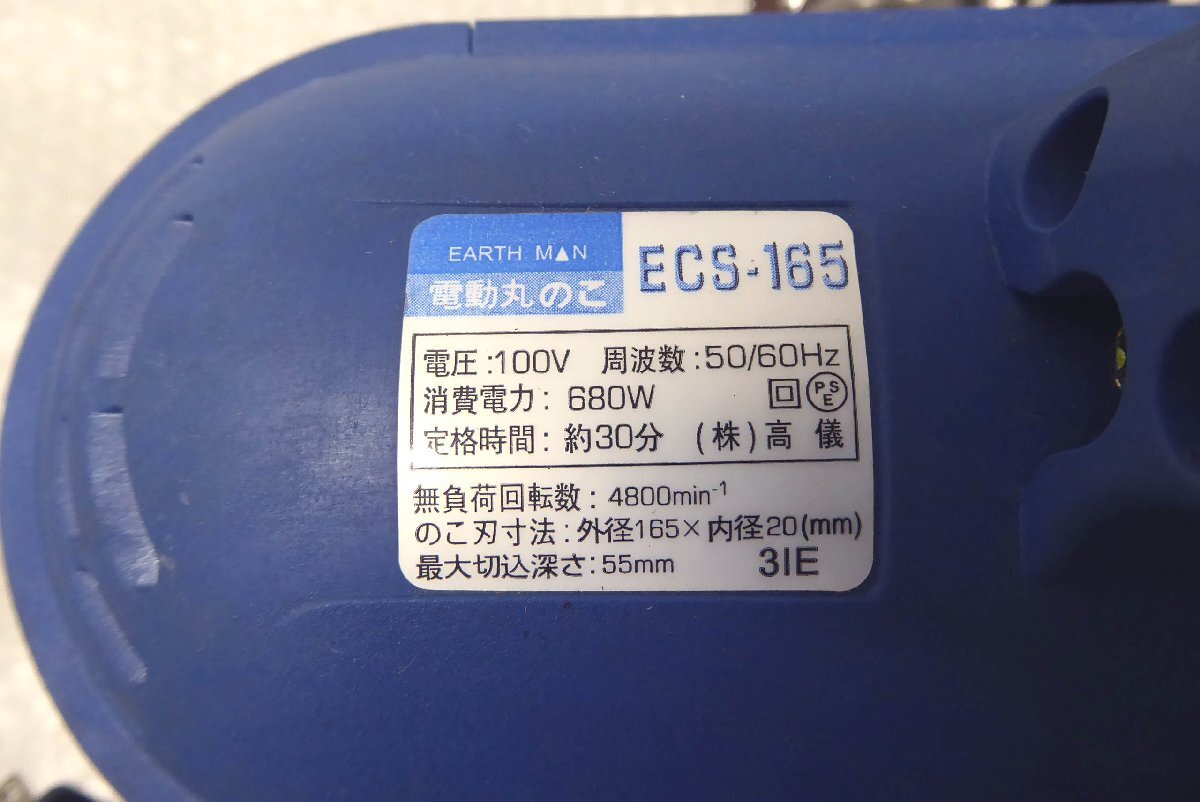 EARTH MAN
電動丸のこ
ECS-165
電圧:100V 周波数:50/60Hz
消費電力: 680W 回 PSE
定格時間: 約30分 (株)高儀
無負荷回転数: 4800min⁻¹
のこ刃寸法:外径165×内径20(mm)
最大切込深さ:55mm 31E